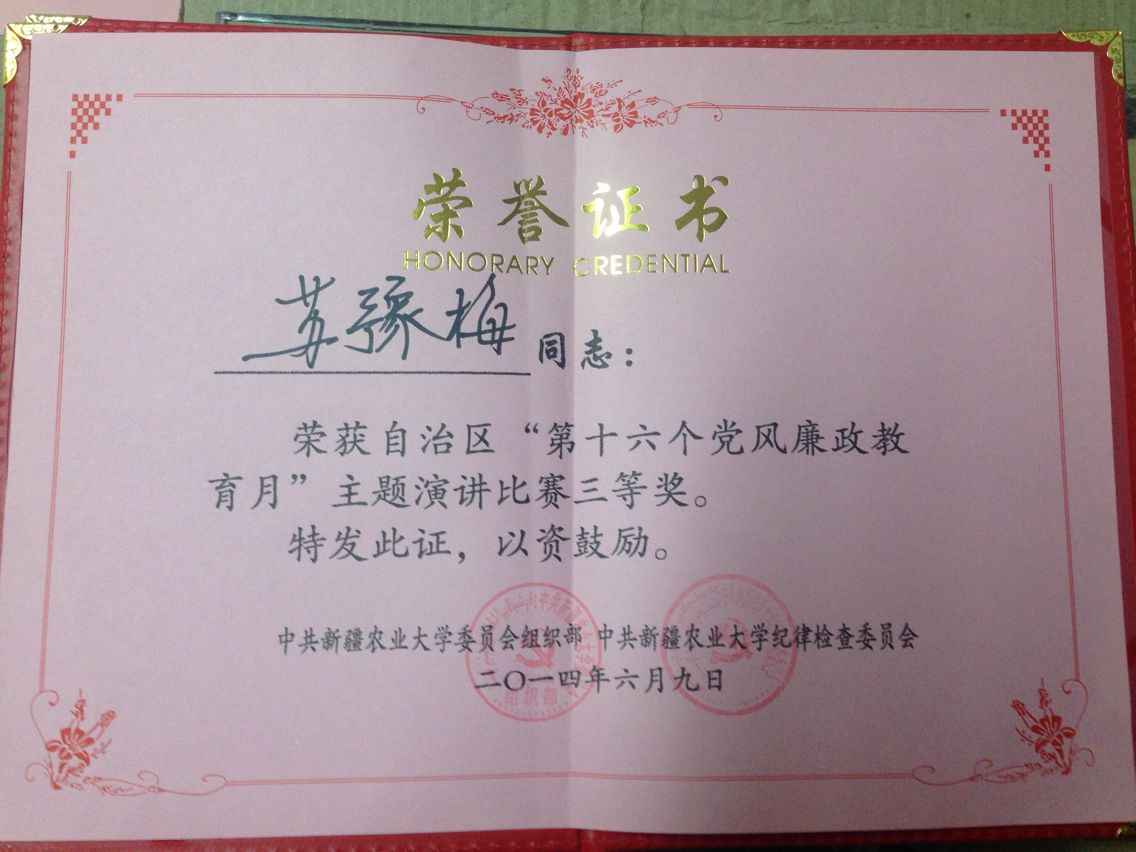 荣誉证书
HONORARY CREDENTIAL
苏豫梅同志：
荣获自治区“第十六个党风廉政教
育月”主题演讲比赛三等奖。
特发此证，以资鼓励。
中共新疆农业大学委员会组织部 中共新疆农业大学纪律检查委员会
二〇一四年六月九日
组织部